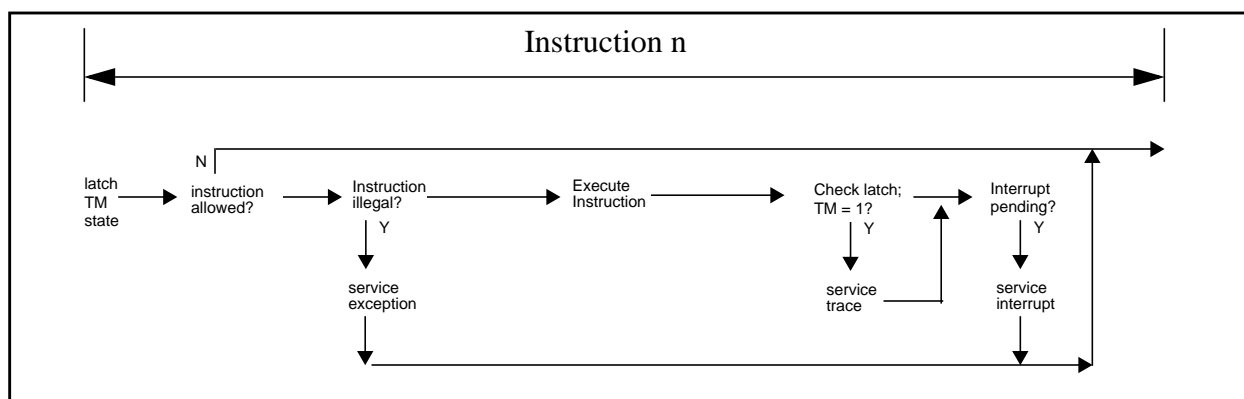 Instruction n
N
latch
TM
state
instruction
allowed?
Instruction
illegal?
Y
service
exception
Execute
Instruction
Check latch;
TM = 1?
Y
service
trace
Interrupt
pending?
Y
service
interrupt